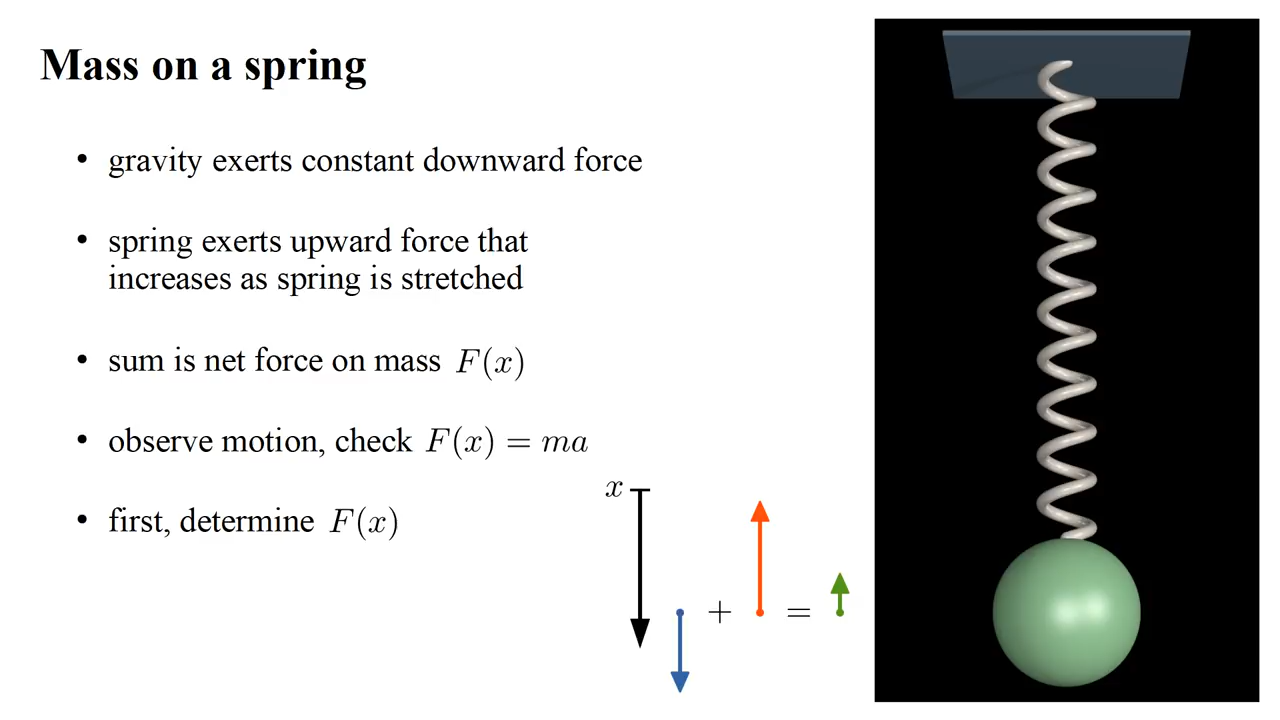 Mass on a spring
• gravity exerts constant downward force
• spring exerts upward force that
increases as spring is stretched
• sum is net force on mass F(x)
• observe motion, check F(x) = ma
• first, determine F(x)
x
+ =